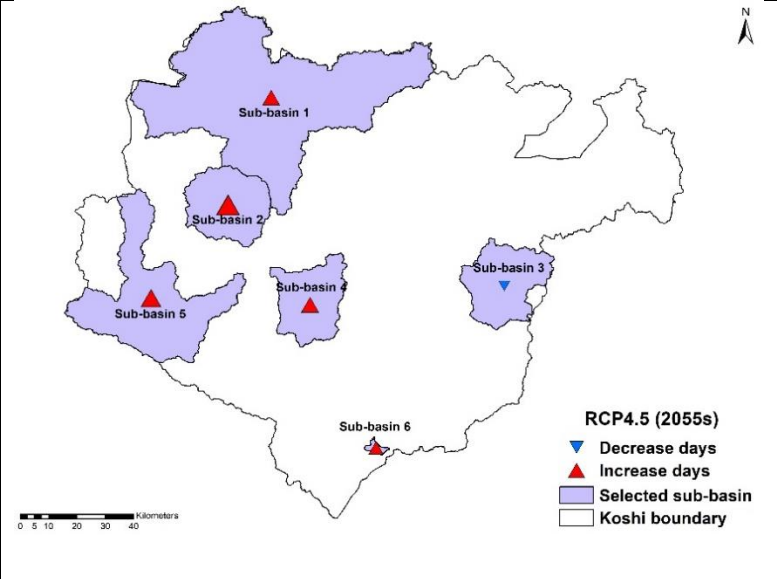 N
Sub-basin 1
Sub-basin 2
Sub-basin 3
Sub-basin 4
Sub-basin 5
Sub-basin 6
RCP4.5 (2055s)
Decrease days
Increase days
Selected sub-basin
Koshi boundary
Kilometers
0 5 10 20 30 40